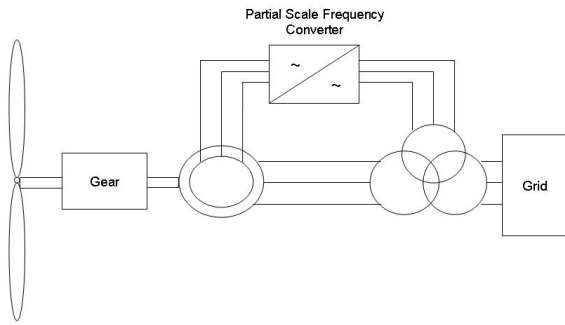 Partial Scale Frequency
Converter
~
~
Gear
Grid